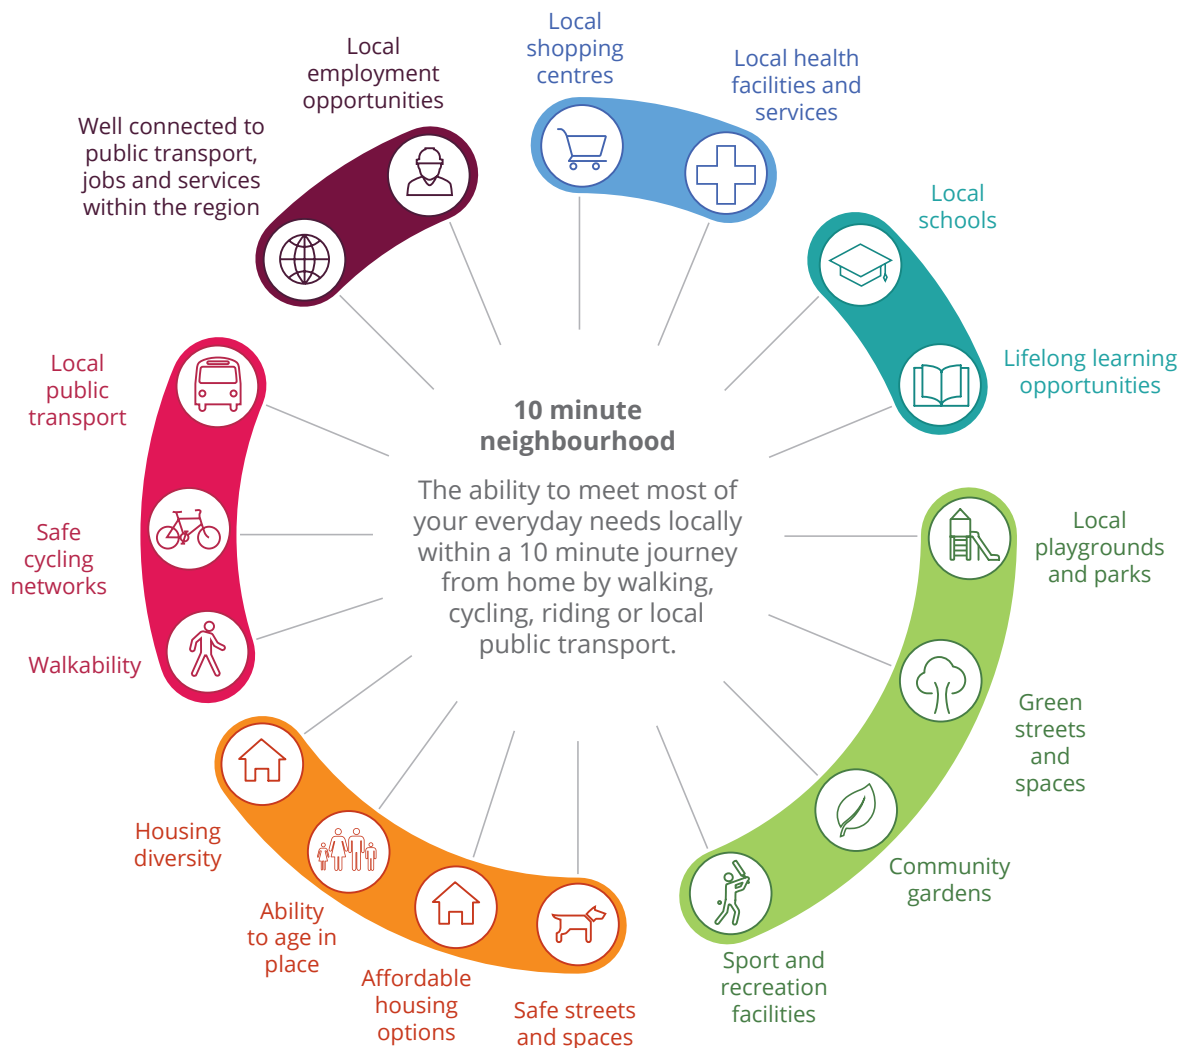 Local
shopping
centres
Local health
facilities and
services
Local
schools
Lifelong learning
opportunities
Local
playgrounds
and parks
Green
streets
and
spaces
Community
gardens
Sport and
recreation
facilities
Safe streets
and spaces
Affordable
housing
options
Ability
to age in
place
Housing
diversity
Walkability
Safe
cycling
networks
Local
public
transport
Well connected to
public transport,
jobs and services
within the region
Local
employment
opportunities
10 minute
neighbourhood
The ability to meet most of
your everyday needs locally
within a 10 minute journey
from home by walking,
cycling, riding or local
public transport.